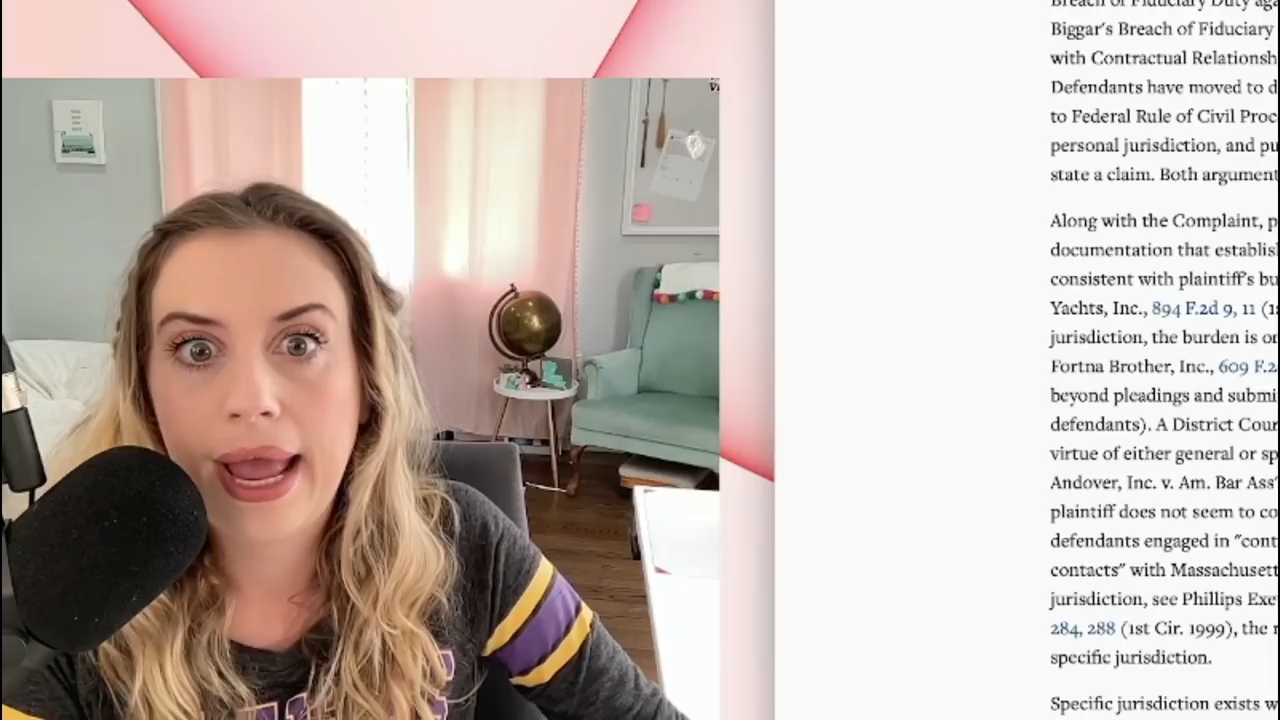 Breach of Fiduciary Duty aga
Biggar's Breach of Fiduciary
with Contractual Relationsh
Defendants have moved to d
to Federal Rule of Civil Proc
personal jurisdiction, and pu
state a claim. Both argument
Along with the Complaint, p
documentation that establis
consistent with plaintiff's bu
Yachts, Inc., 894 F.2d 9, 11 (1s
jurisdiction, the burden is on
Fortna Brother, Inc., 609 F.2
beyond pleadings and submi
defendants). A District Cour
virtue of either general or sp
Andover, Inc. v. Am. Bar Ass'
plaintiff does not seem to co
defendants engaged in "cont
contacts" with Massachusett
jurisdiction, see Phillips Exe
284, 288 (1st Cir. 1999), the r
specific jurisdiction.
Specific jurisdiction exists w